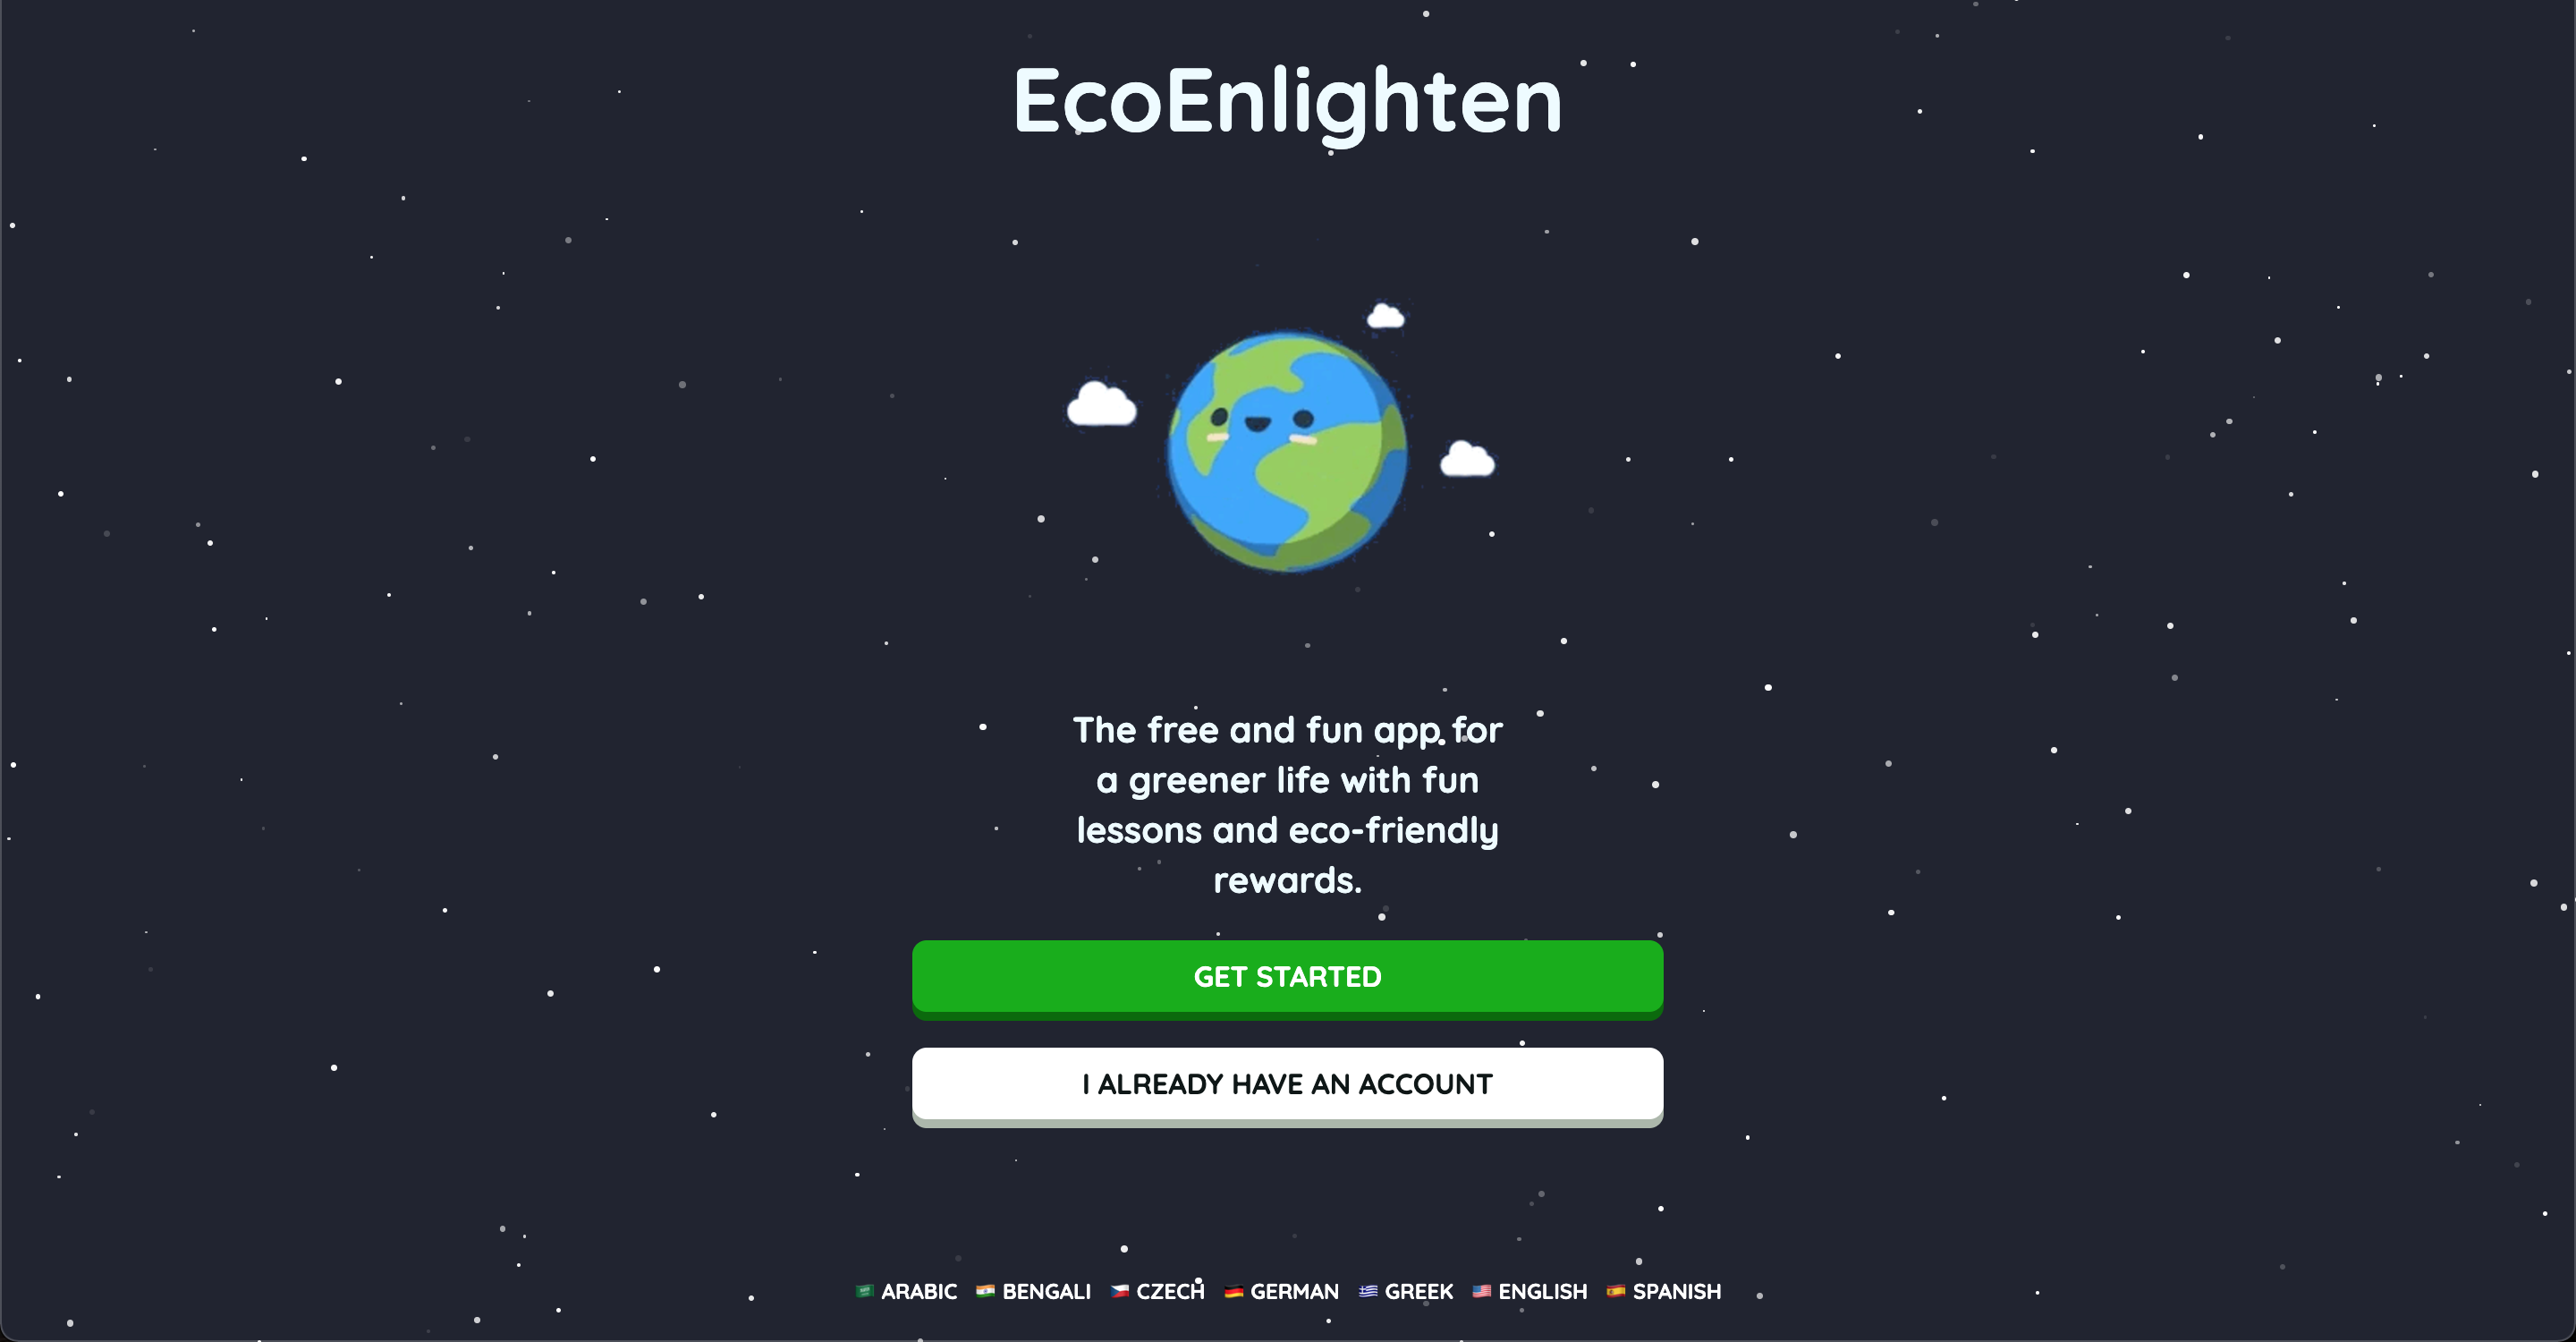 EcoEnlighten
The free and fun app for
a greener life with fun
lessons and eco-friendly
rewards.
GET STARTED
I ALREADY HAVE AN ACCOUNT
ARABIC BENGALI CZECH GERMAN GREEK ENGLISH SPANISH